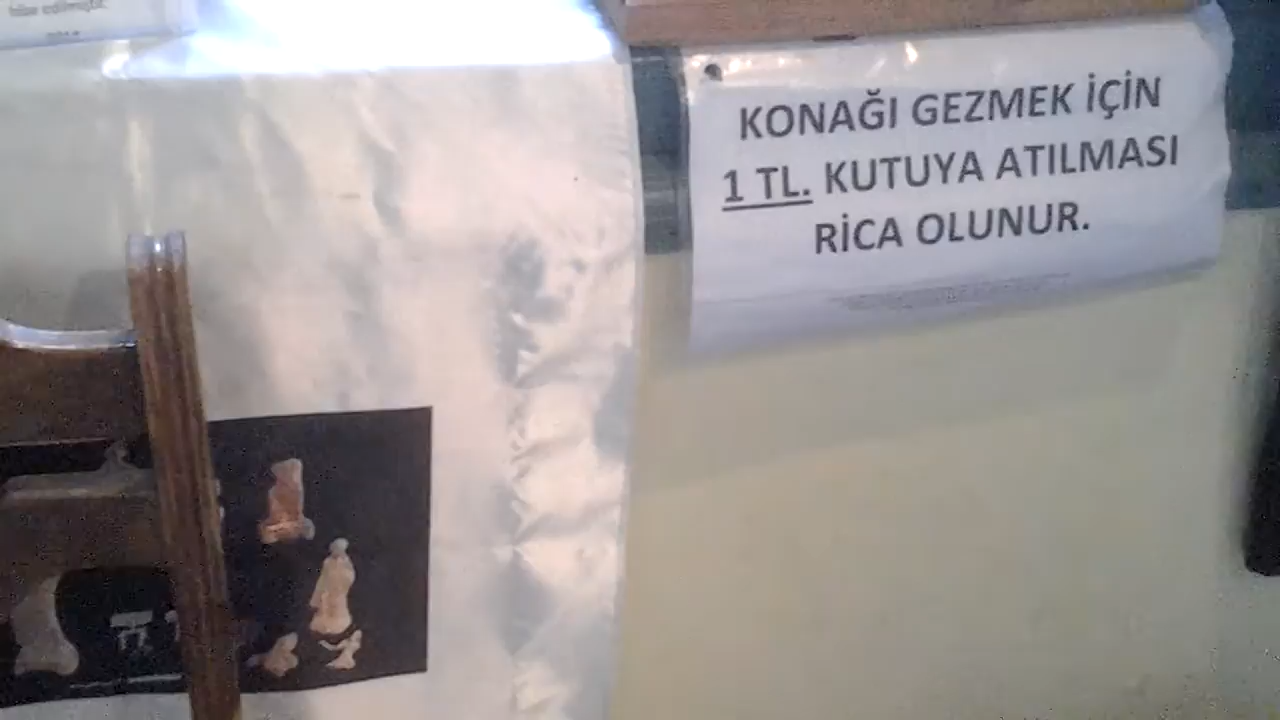 KONAĞI GEZMEK İÇİN
1 TL. KUTUYA ATILMASI
RİCA OLUNUR.